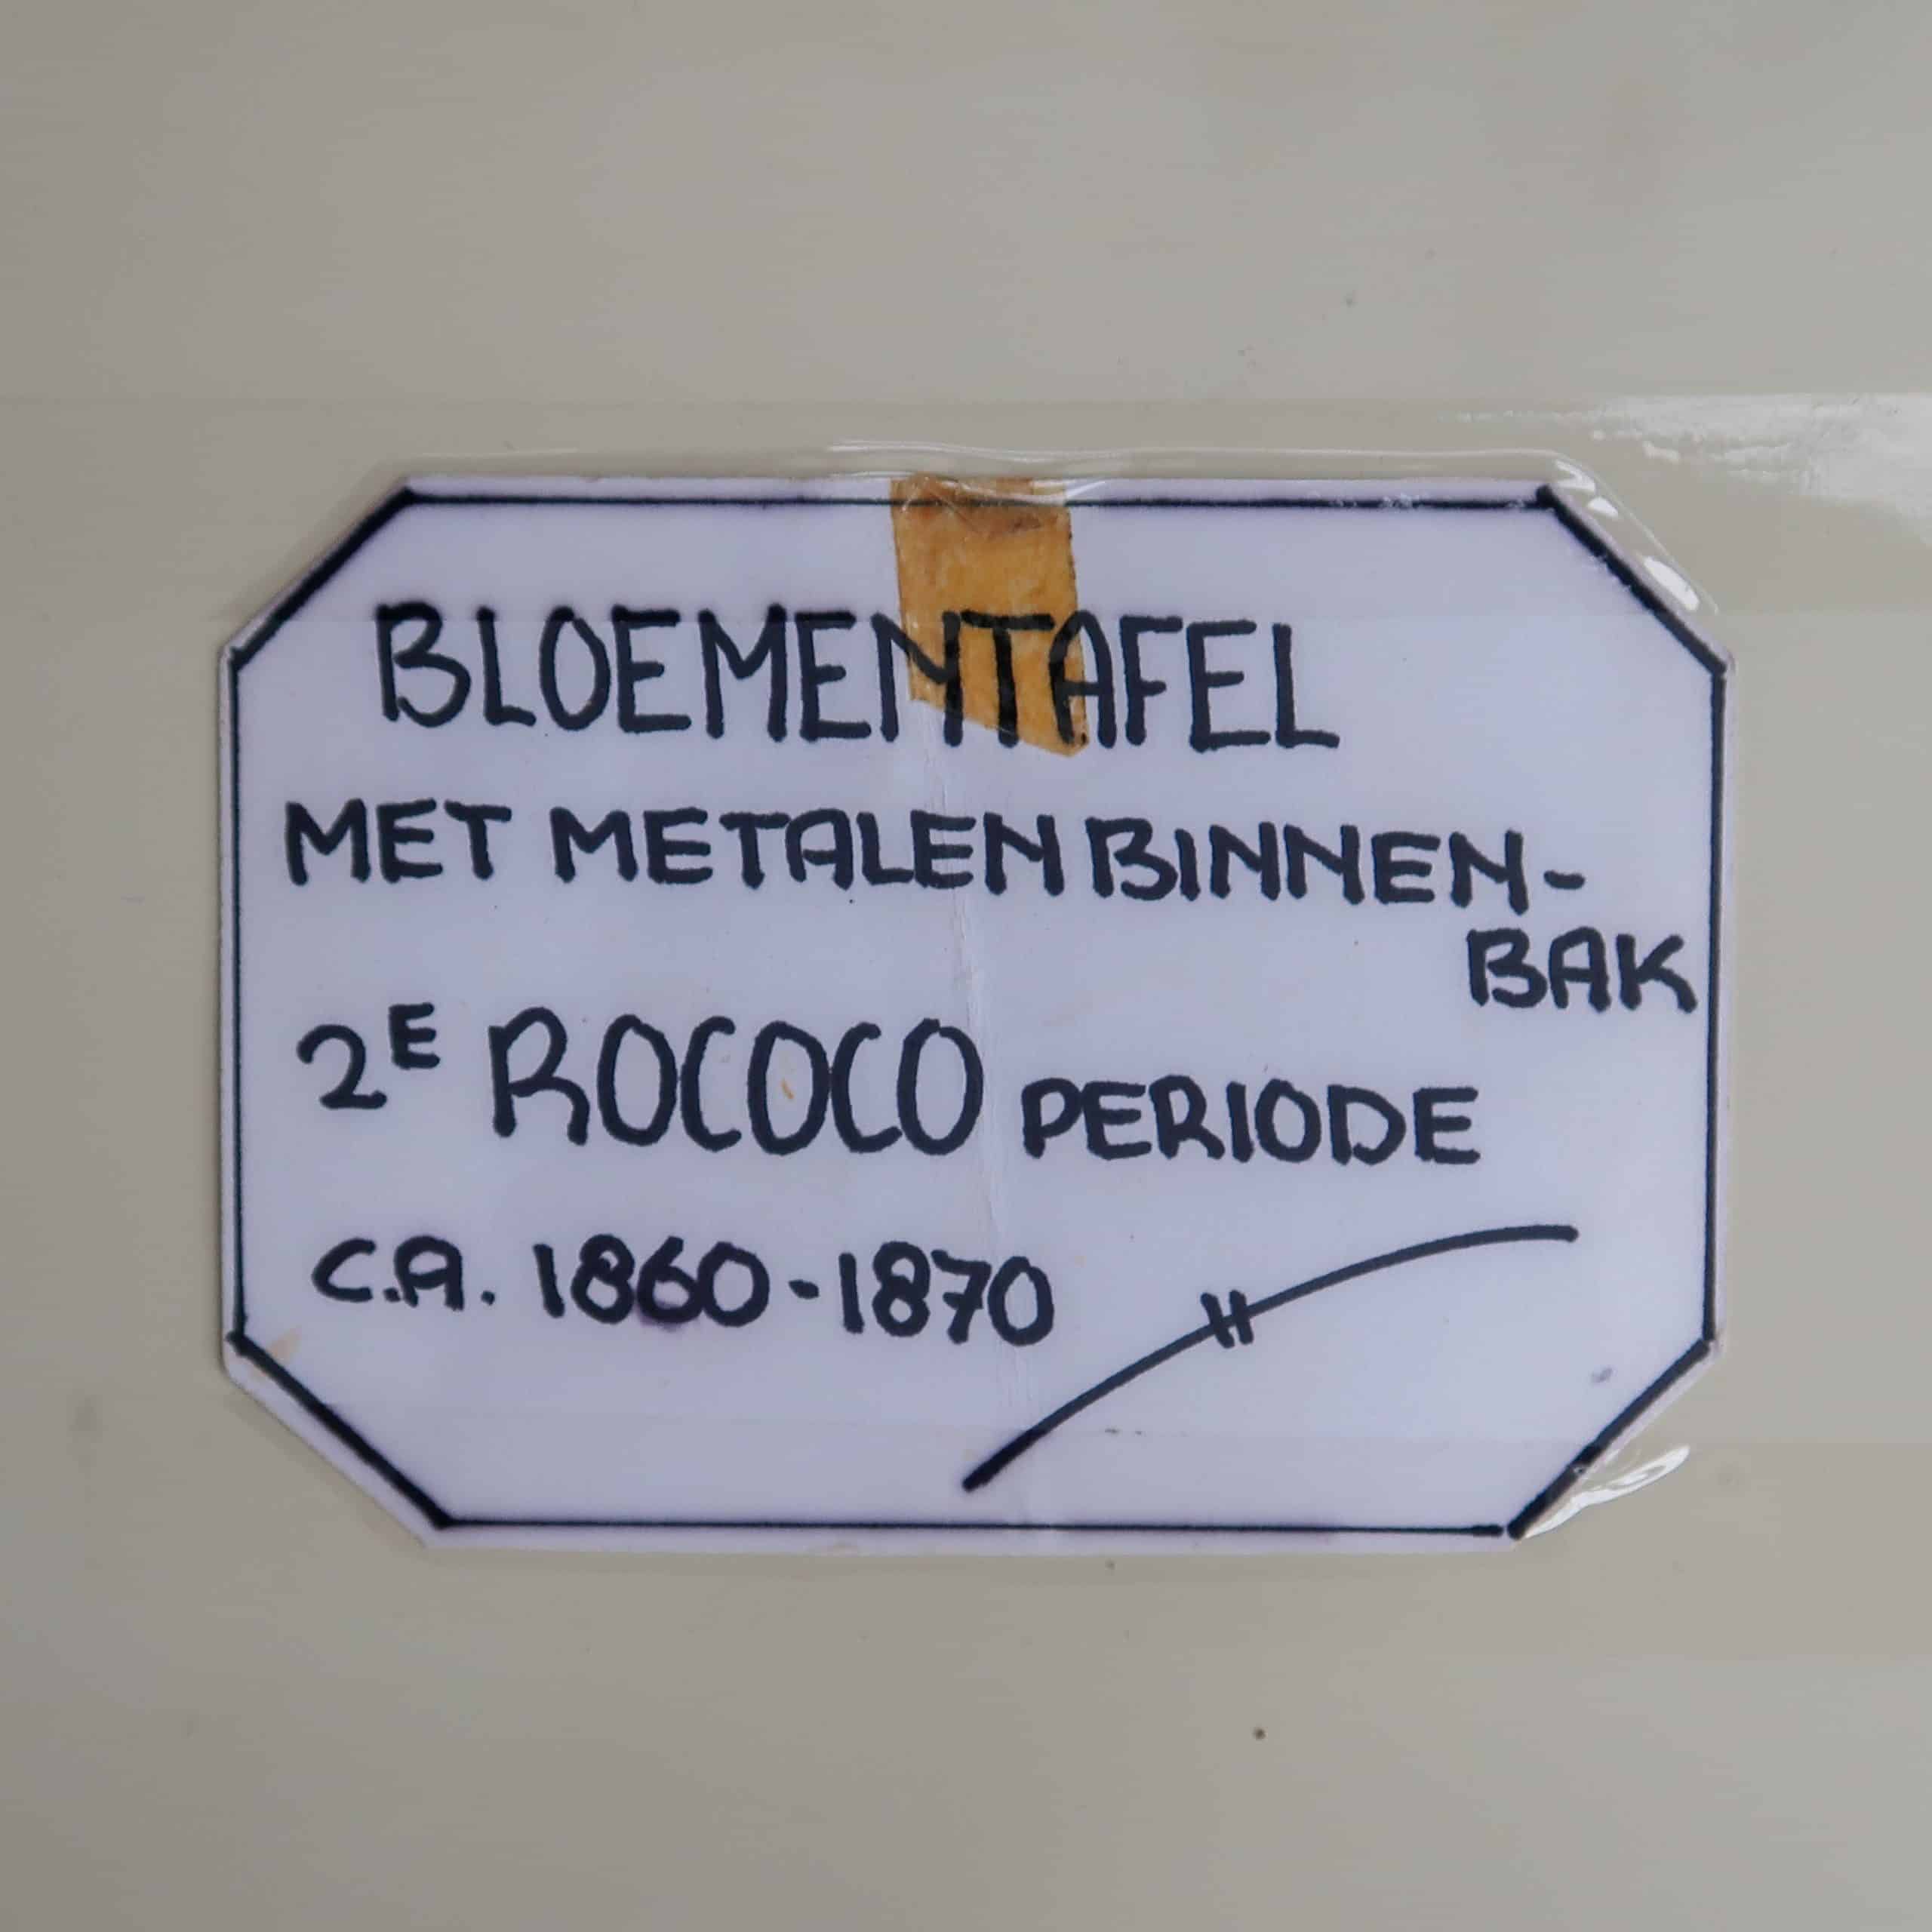 BLOEMENTAFEL
MET METALEN BINNEN-
BAK
2E ROCOCO PERIODE
C.A. 1860-1870